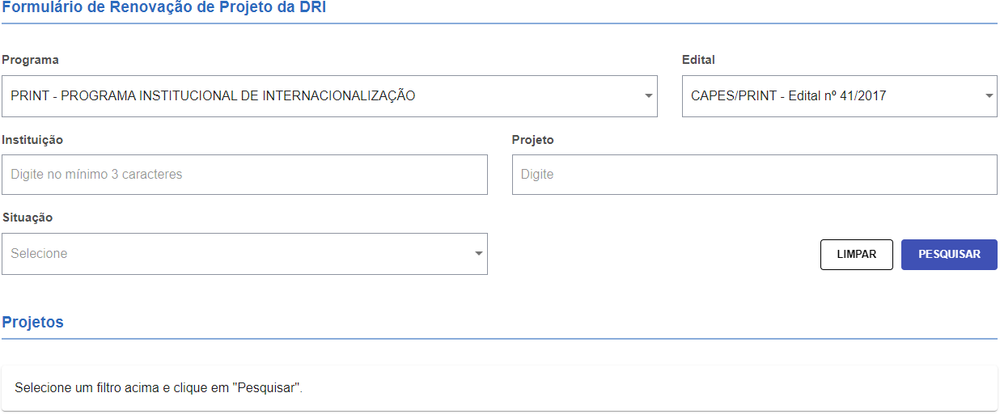 Formulário de Renovação de Projeto da DRI
Programa
Edital
PRINT - PROGRAMA INSTITUCIONAL DE INTERNACIONALIZAÇÃO
CAPES/PRINT - Edital nº 41/2017
Instituição
Projeto
Digite no mínimo 3 caracteres
Digite
Situação
Selecione
LIMPAR
PESQUISAR
Projetos
Selecione um filtro acima e clique em "Pesquisar".